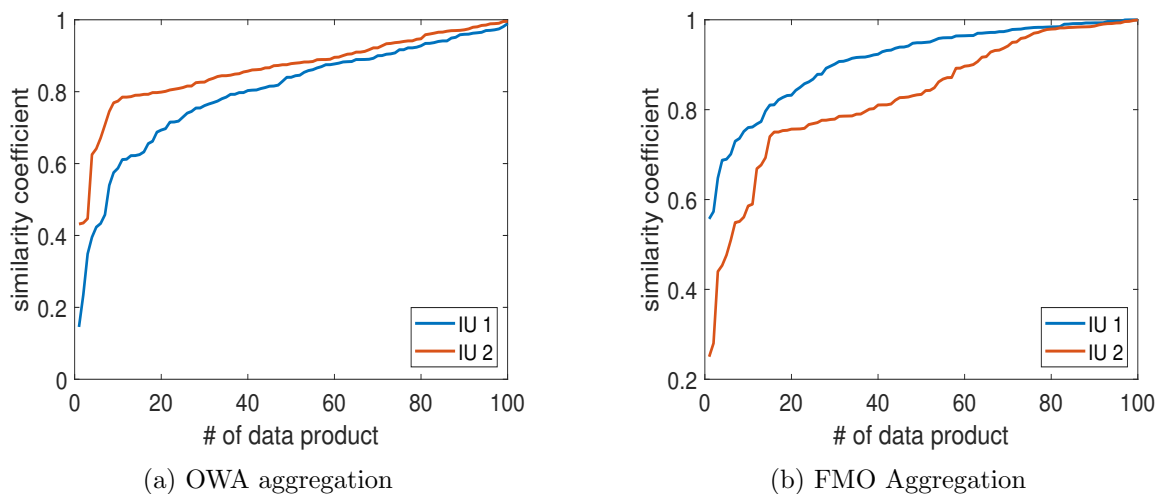 1
0.8
0.6
0.4
0.2
0
similarity coefficient
0 20 40 60 80 100
# of data product
IU 1
IU 2
(a) OWA aggregation
1
0.8
0.6
0.4
0.2
similarity coefficient
0 20 40 60 80 100
# of data product
IU 1
IU 2
(b) FMO Aggregation